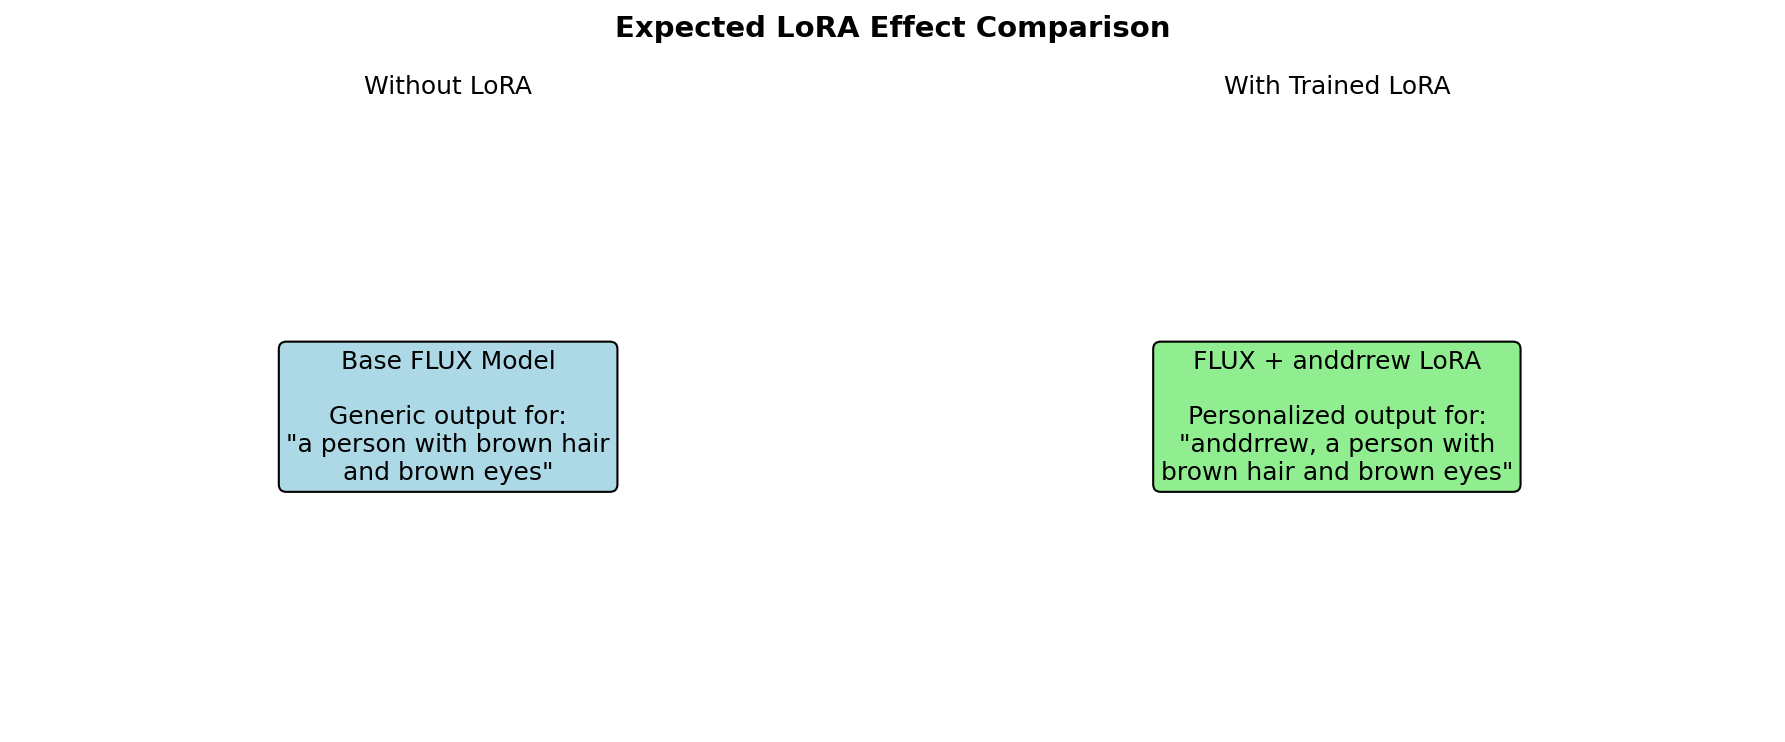 Expected LoRA Effect Comparison
Without LoRA
Base FLUX Model
Generic output for:
"a person with brown hair
and brown eyes"
With Trained LoRA
FLUX + anddrrew LoRA
Personalized output for:
"anddrrew, a person with
brown hair and brown eyes"